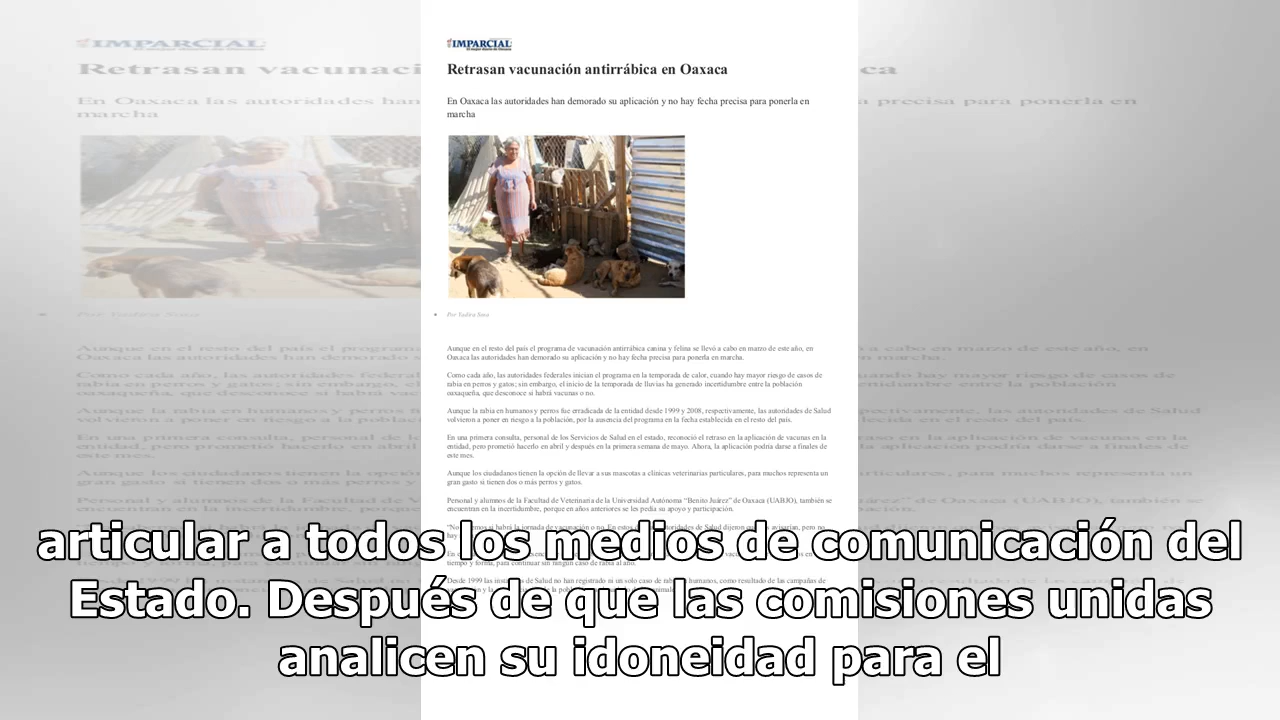 IMPARCIAL
Retrasan vacunación antirrábica en Oaxaca
En Oaxaca las autoridades han demorado su aplicación y no hay fecha precisa para ponerla en
marcha
Por Yadira Sosa
Aunque en el resto del país el programa de vacunación antirrábica canina y felina se llevó a cabo en marzo de este año, en
Oaxaca las autoridades han demorado su aplicación y no hay fecha precisa para ponerla en marcha.
Como cada año, las autoridades federales inician el programa en la temporada de calor, cuando hay mayor riesgo de casos de
rabia en perros y gatos; sin embargo, el inicio de la temporada de lluvias ha generado incertidumbre entre la población
oaxaqueña, que desconoce si habrá vacunas o no.
Aunque la rabia en humanos y perros fue erradicada de la entidad desde 1999 y 2008, respectivamente, las autoridades de Salud
volvieron a poner en riesgo a la población, por la ausencia del programa en la fecha establecida en el resto del país.
En una primera consulta, personal de los Servicios de Salud en el estado, reconoció el retraso en la aplicación de vacunas en la
entidad, pero prometió hacerlo en abril y después en la primera semana de mayo. Ahora, la aplicación podría darse a finales de
este mes.
Aunque los ciudadanos tienen la opción de llevar a sus mascotas a clínicas veterinarias particulares, para muchos representa un
gran gasto si tienen dos o más perros y gatos.
Personal y alumnos de la Facultad de Veterinaria de la Universidad Autónoma “Benito Juárez” de Oaxaca (UABJO), también se
encuentran en la incertidumbre, porque en años anteriores se les pedía su apoyo y participación.
articular a todos los medios de comunicación del
Estado. Después de que las comisiones unidas
analicen su idoneidad para el